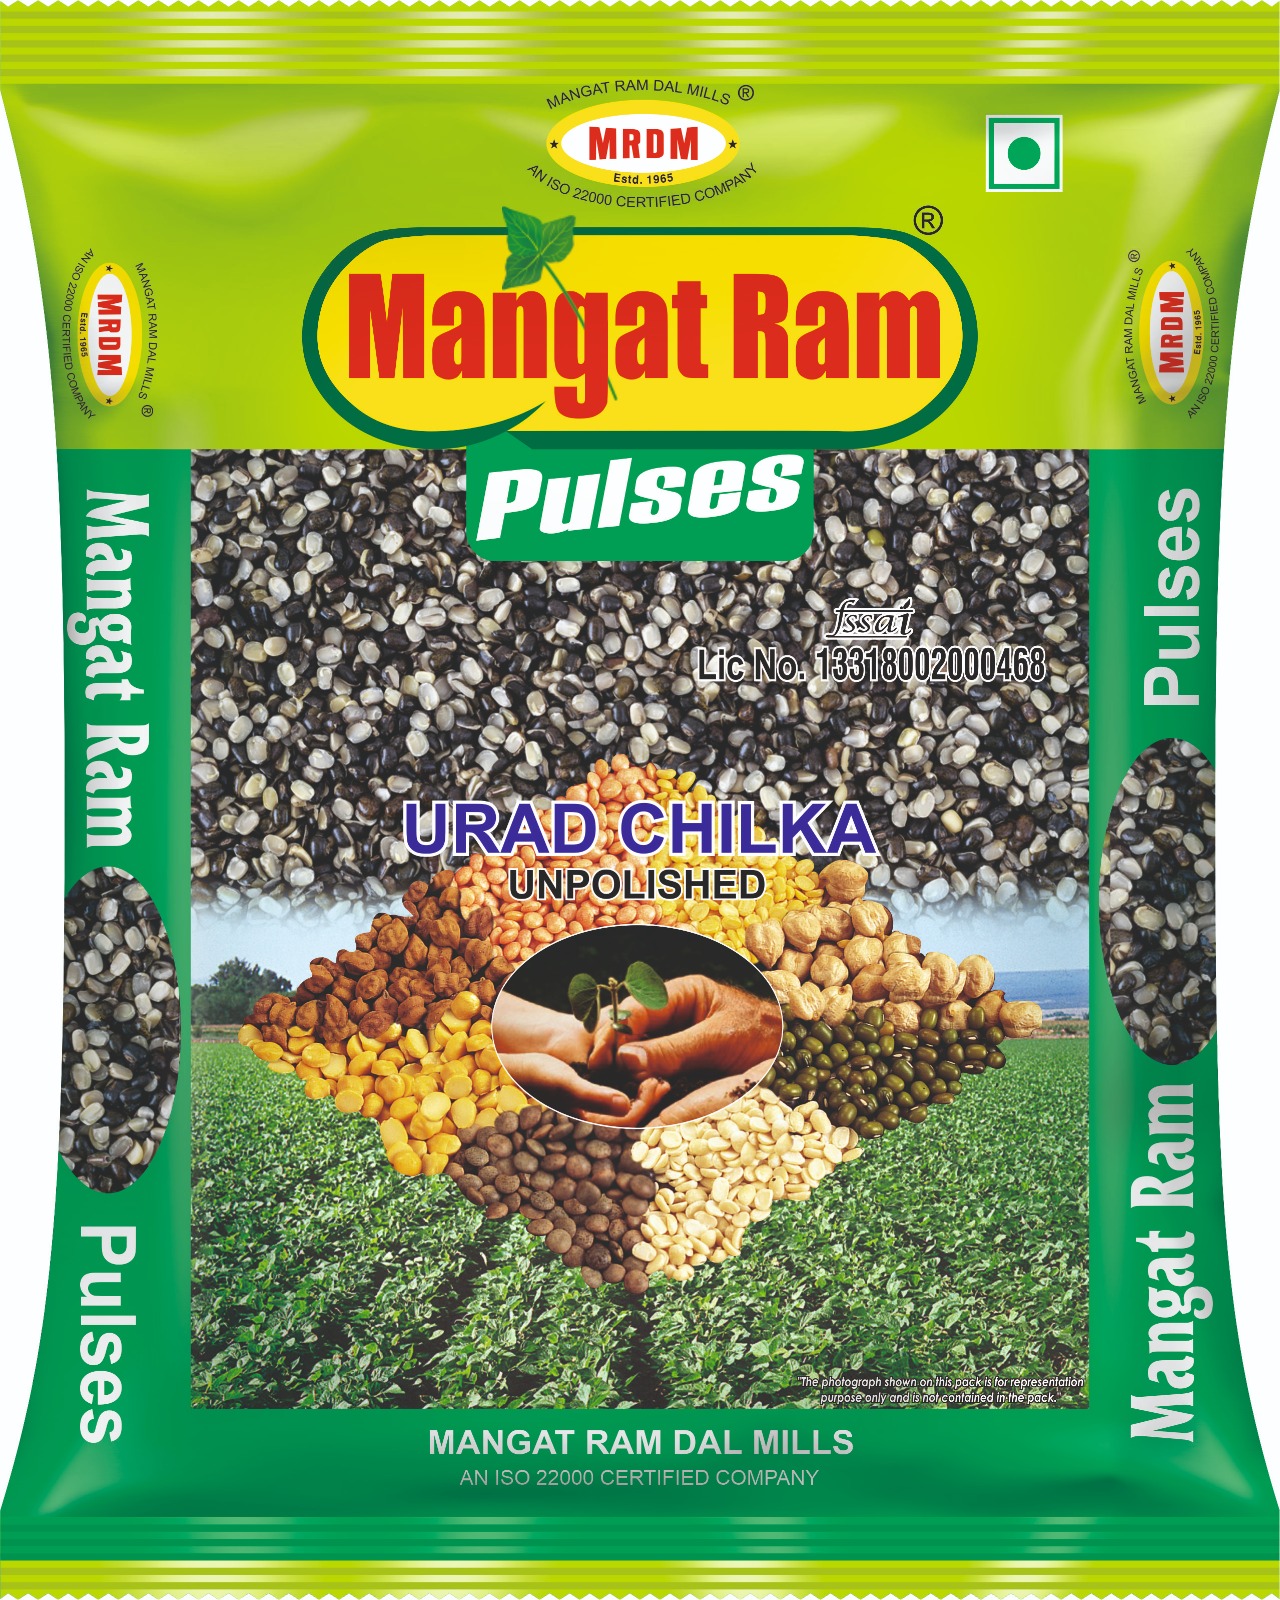 MANGAT RAM DAL MILLS ®
MRDM
Estd. 1965
AN ISO 22000 CERTIFIED COMPANY
®
Mangat Ram
Pulses
MANGAT RAM DAL MILLS ®
MRDM
Estd. 1965
AN ISO 22000 CERTIFIED COMPANY
Mangat Ram
Pulses
MANGAT RAM DAL MILLS ®
MRDM
Estd. 1965
AN ISO 22000 CERTIFIED COMPANY
Pulses
Mangat Ram
fssai
Lic No. 13318002000468
URAD CHILKA
UNPOLISHED
"The photograph shown on this pack is for representation
purpose only and is not contained in the pack."
MANGAT RAM DAL MILLS
AN ISO 22000 CERTIFIED COMPANY